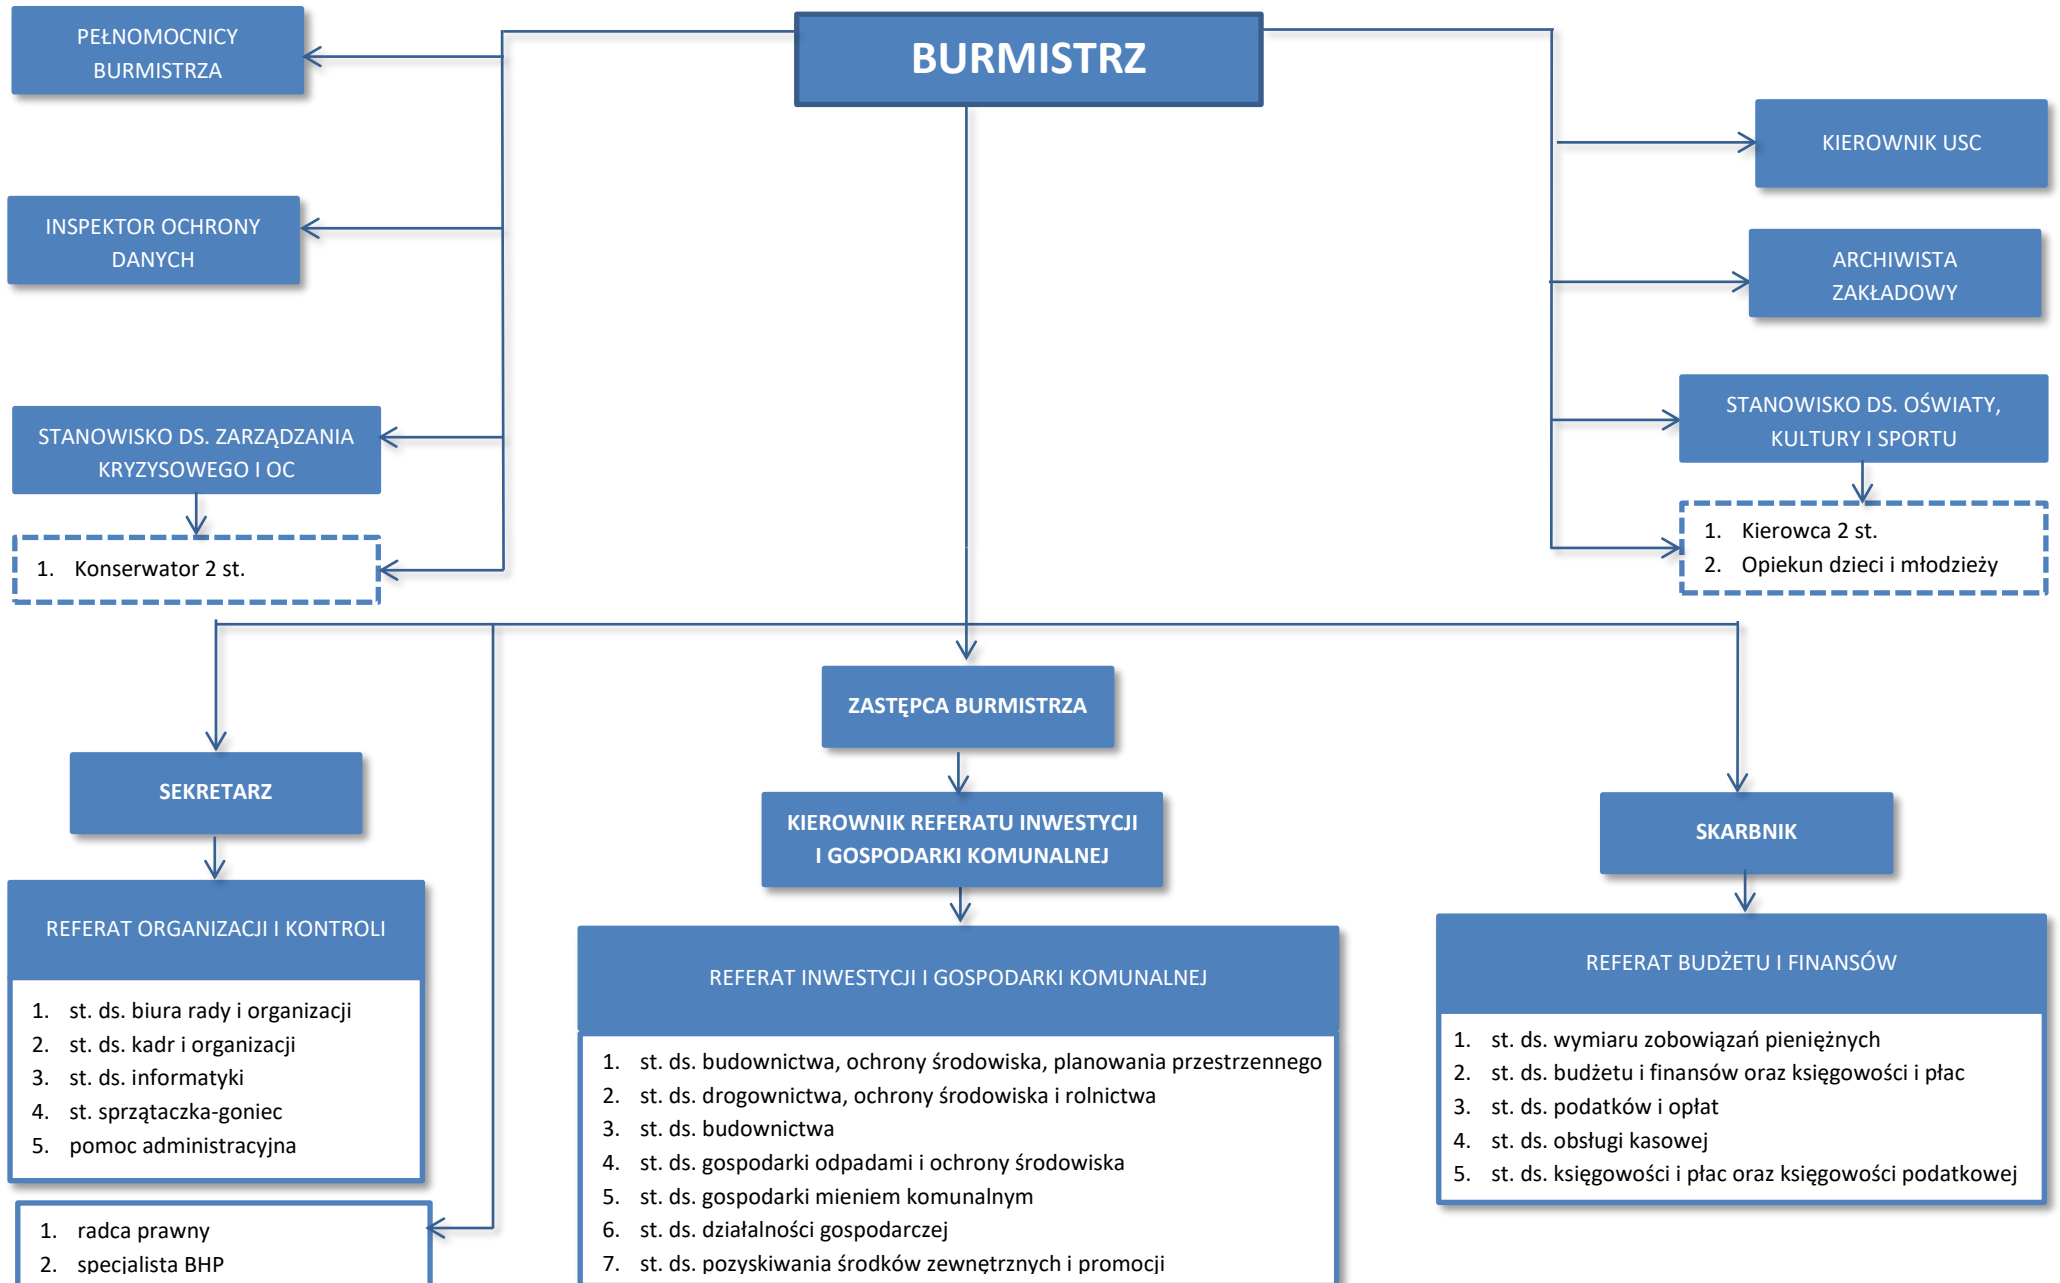 PEŁNOMOCNICY
BURMISTRZA
BURMISTRZ
KIEROWNIK USC
INSPEKTOR OCHRONY
DANYCH
ARCHIWISTA
ZAKŁADOWY
STANOWISKO DS. ZARZĄDZANIA
KRYZYSOWEGO I OC
STANOWISKO DS. OŚWIATY,
KULTURY I SPORTU
1. Konserwator 2 st.
1. Kierowca 2 st.
2. Opiekun dzieci i młodzieży
ZASTĘPCA BURMISTRZA
SEKRETARZ
KIEROWNIK REFERATU INWESTYCJI
I GOSPODARKI KOMUNALNEJ
SKARBNIK
REFERAT ORGANIZACJI I KONTROLI
1. st. ds. biura rady i organizacji
2. st. ds. kadr i organizacji
3. st. ds. informatyki
4. st. sprzątaczka-goniec
5. pomoc administracyjna
1. radca prawny
2. specjalista BHP
REFERAT INWESTYCJI I GOSPODARKI KOMUNALNEJ
1. st. ds. budownictwa, ochrony środowiska, planowania przestrzennego
2. st. ds. drogownictwa, ochrony środowiska i rolnictwa
3. st. ds. budownictwa
4. st. ds. gospodarki odpadami i ochrony środowiska
5. st. ds. gospodarki mieniem komunalnym
6. st. ds. działalności gospodarczej
7. st. ds. pozyskiwania środków zewnętrznych i promocji
REFERAT BUDŻETU I FINANSÓW
1. st. ds. wymiaru zobowiązań pieniężnych
2. st. ds. budżetu i finansów oraz księgowości i płac
3. st. ds. podatków i opłat
4. st. ds. obsługi kasowej
5. st. ds. księgowości i płac oraz księgowości podatkowej